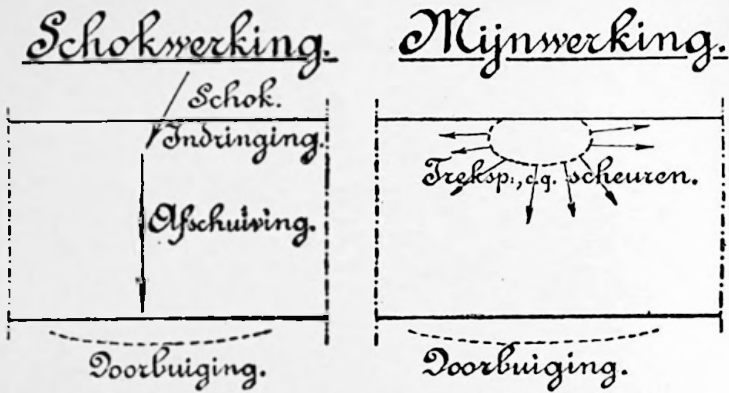 Schokwerking.
Schok.
Indringing.
Afschuiving.
Doorbuiging.
Mijnwerking.
Treksp:, c.q. scheuren.
Doorbuiging.